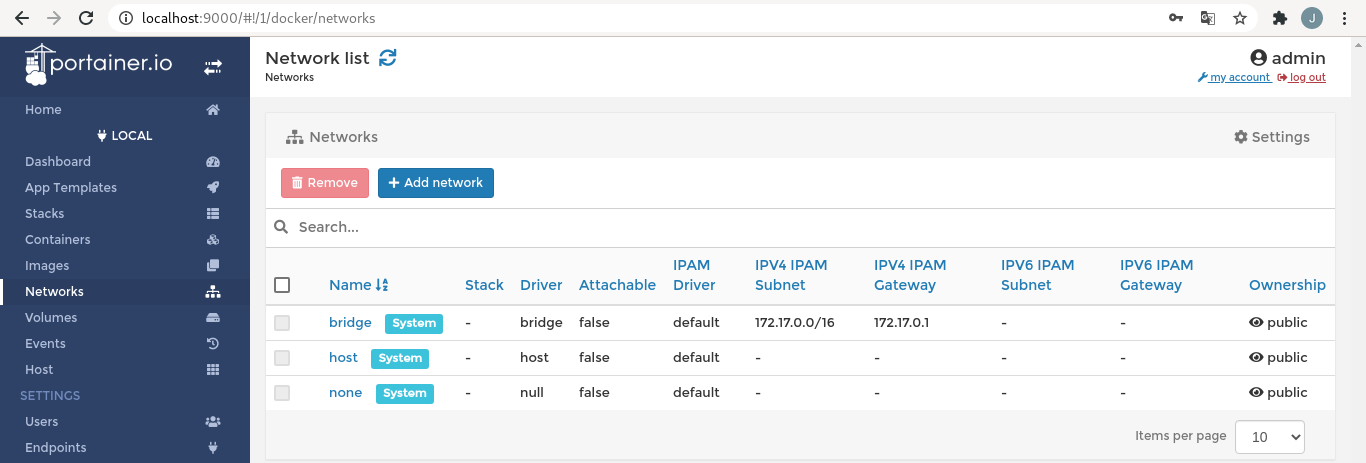 localhost:9000/#!/1/docker/networks
J
portainer.io
Home
LOCAL
Dashboard
App Templates
Stacks
Containers
Images
Networks
Volumes
Events
Host
SETTINGS
Users
Endpoints
Network list
Networks
admin
my account log out
Networks
Settings
Remove + Add network
Search...
Name Stack Driver Attachable IPAM Driver IPV4 IPAM Subnet IPV4 IPAM Gateway IPV6 IPAM Subnet IPV6 IPAM Gateway Ownership
bridge System - bridge false default 172.17.0.0/16 172.17.0.1 - - public
host System - host false default - - - - public
none System - null false default - - - - public
Items per page 10